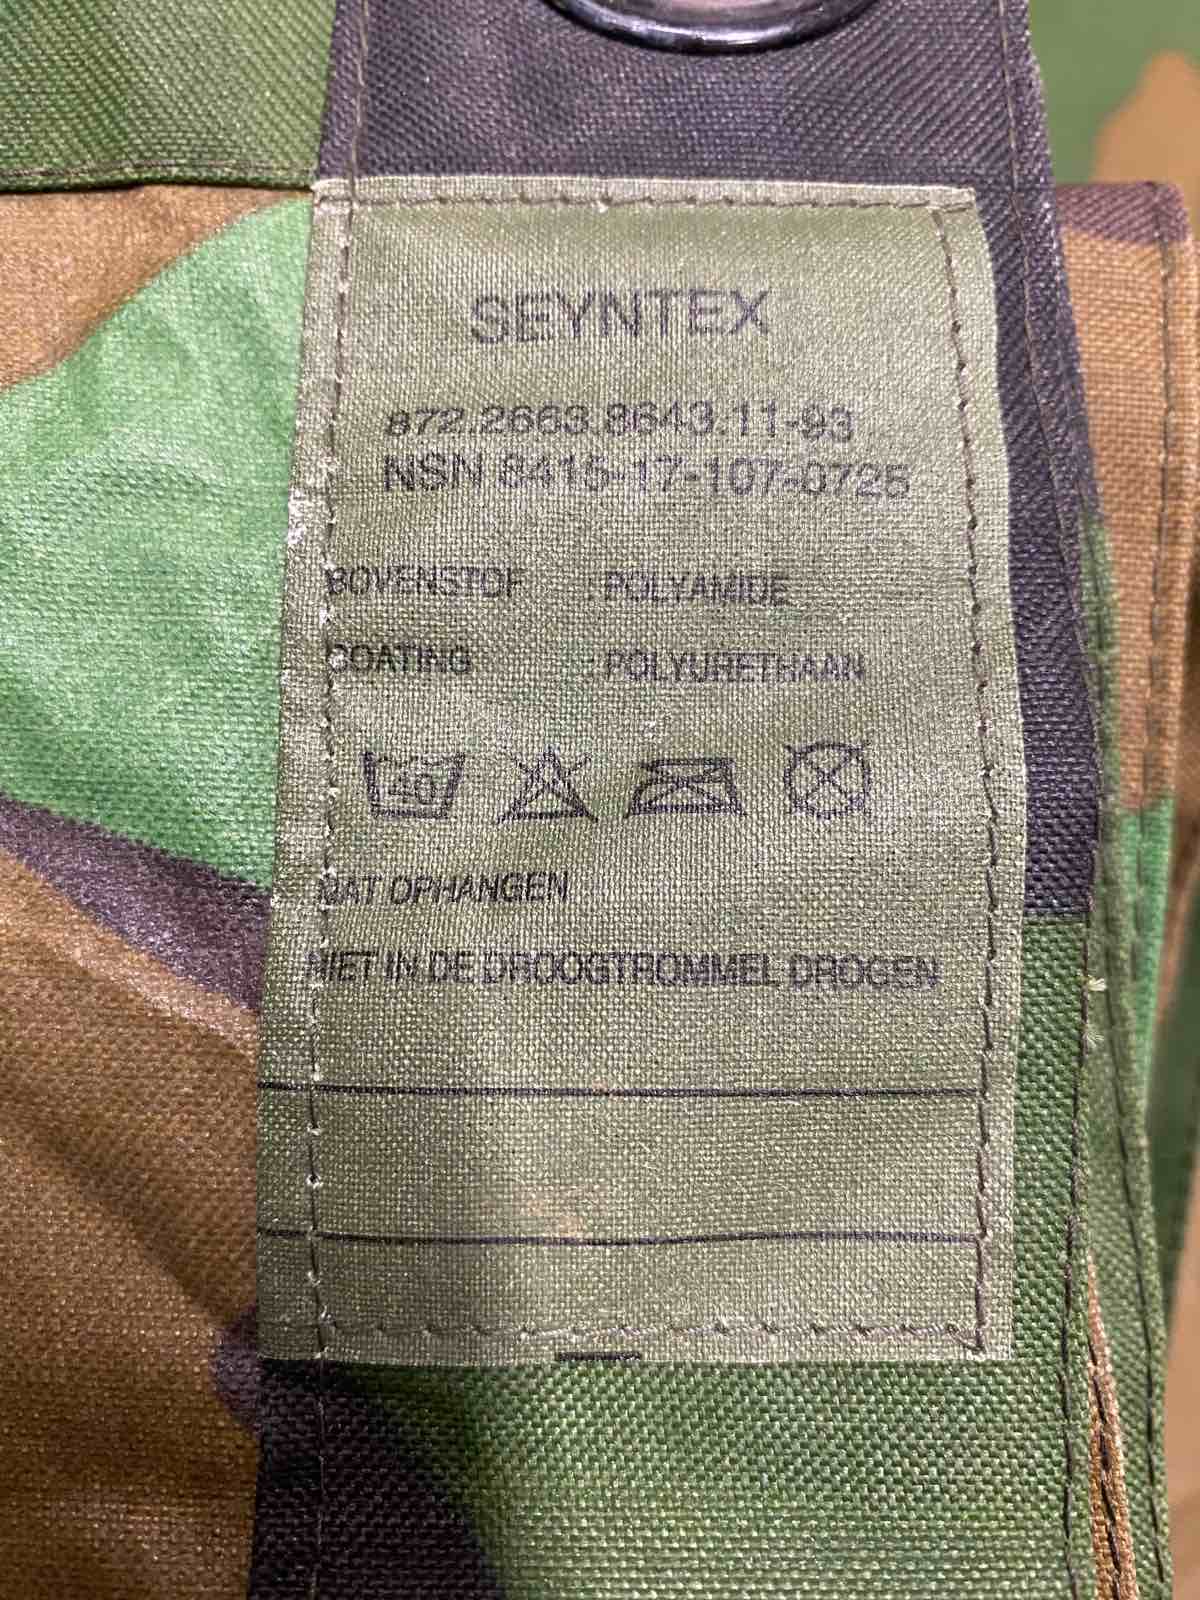 SEYNTEX
872.2663.8643.11-93
NSN 8415-17-107-0725
BOVENSTOF : POLYAMIDE
COATING : POLYURETHAAN
40
NAT OPHANGEN
NIET IN DE DROOGTROMMEL DROGEN